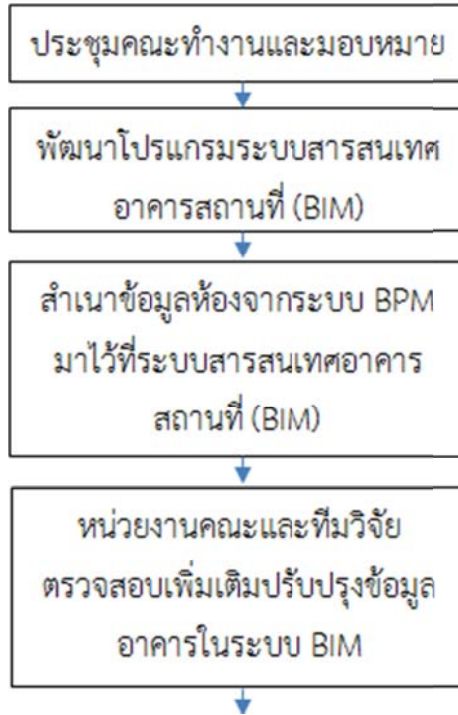 ประชุมคณะทำงานและมอบหมาย
พัฒนาโปรแกรมระบบสารสนเทศ
อาคารสถานที่ (BIM)
สำเนาข้อมูลห้องจากระบบ BPM
มาไว้ที่ระบบสารสนเทศอาคาร
สถานที่ (BIM)
หน่วยงานคณะและทีมวิจัย
ตรวจสอบเพิ่มเติมปรับปรุงข้อมูล
อาคารในระบบ BIM